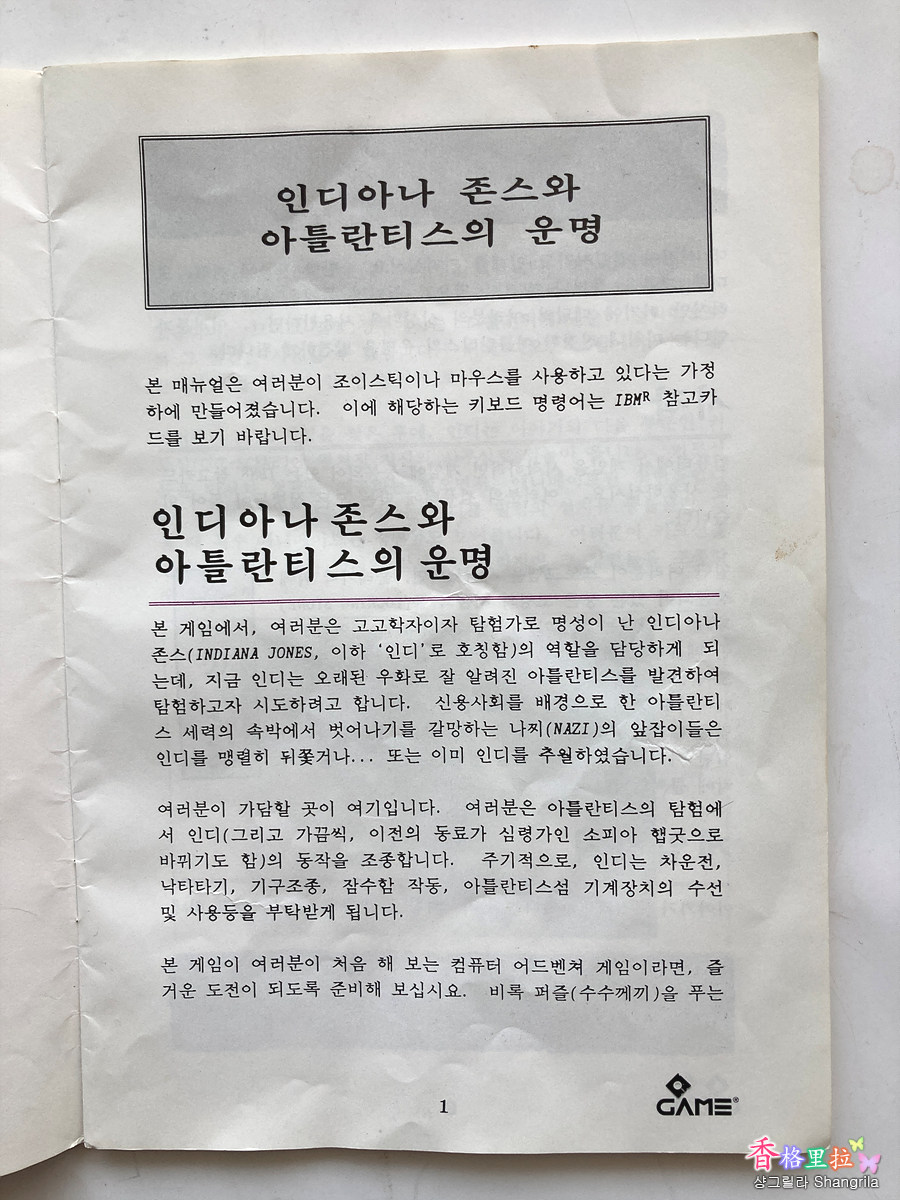 인디아나 존스와
아틀란티스의 운명
본 매뉴얼은 여러분이 조이스틱이나 마우스를 사용하고 있다는 가정
하에 만들어졌습니다. 이에 해당하는 키보드 명령어는 IBMR 참고카
드를 보기 바랍니다.
인디아나 존스와
아틀란티스의 운명
본 게임에서, 여러분은 고고학자이자 탐험가로 명성이 난 인디아나
존스(INDIANA JONES, 이하 ‘인디’로 호칭함)의 역할을 담당하게 되
는데, 지금 인디는 오래된 우화로 잘 알려진 아틀란티스를 발견하여
탐험하고자 시도하려고 합니다. 신용사회를 배경으로 한 아틀란티
스 세력의 속박에서 벗어나기를 갈망하는 나찌(NAZI)의 앞잡이들은
인디를 맹렬히 뒤쫓거나... 또는 이미 인디를 추월하였습니다.
여러분이 가담할 곳이 여기입니다. 여러분은 아틀란티스의 탐험에
서 인디(그리고 가끔씩, 이전의 동료가 심령가인 소피아 햅굿으로
바뀌기도 함)의 동작을 조종합니다. 주기적으로, 인디는 차운전,
낙타타기, 기구조종, 잠수함 작동, 아틀란티스섬 기계장치의 수선
및 사용등을 부탁받게 됩니다.
본 게임이 여러분이 처음 해 보는 컴퓨터 어드벤쳐 게임이라면, 즐
거운 도전이 되도록 준비해 보십시요. 비록 퍼즐(수수께끼)을 푸는
1
GAME®
香格里拉
샹그릴라 Shangrila